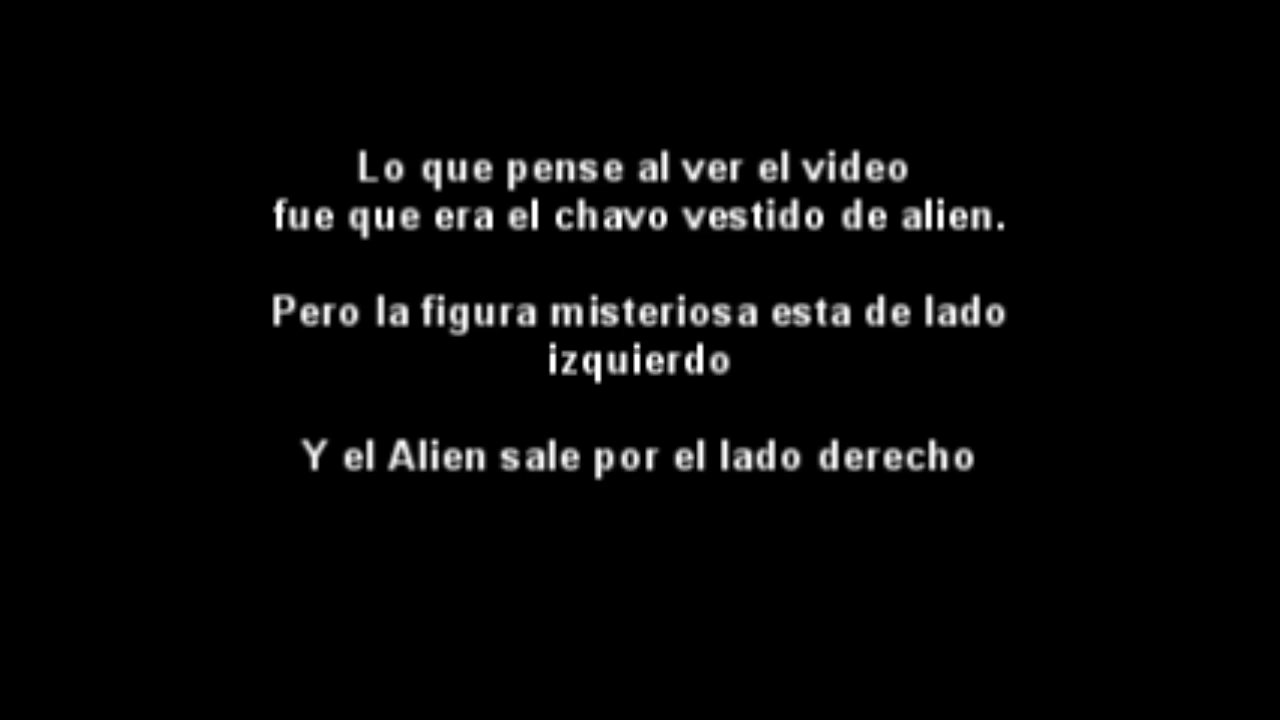 Lo que pense al ver el video
fue que era el chavo vestido de alien.
Pero la figura misteriosa esta de lado
izquierdo
Y el Alien sale por el lado derecho